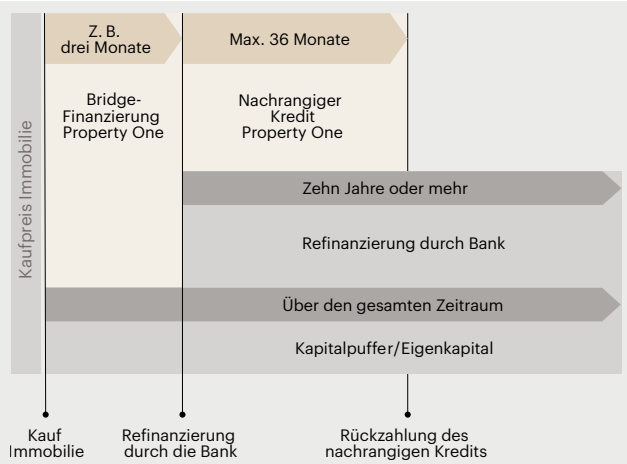 Z. B.
drei Monate
Max. 36 Monate
Bridge-
Finanzierung
Property One
Nachrangiger
Kredit
Property One
Kaufpreis Immobilie
Zehn Jahre oder mehr
Refinanzierung durch Bank
Über den gesamten Zeitraum
Kapitalpuffer/Eigenkapital
Kauf
Immobilie
Refinanzierung
durch die Bank
Rückzahlung des
nachrangigen Kredits